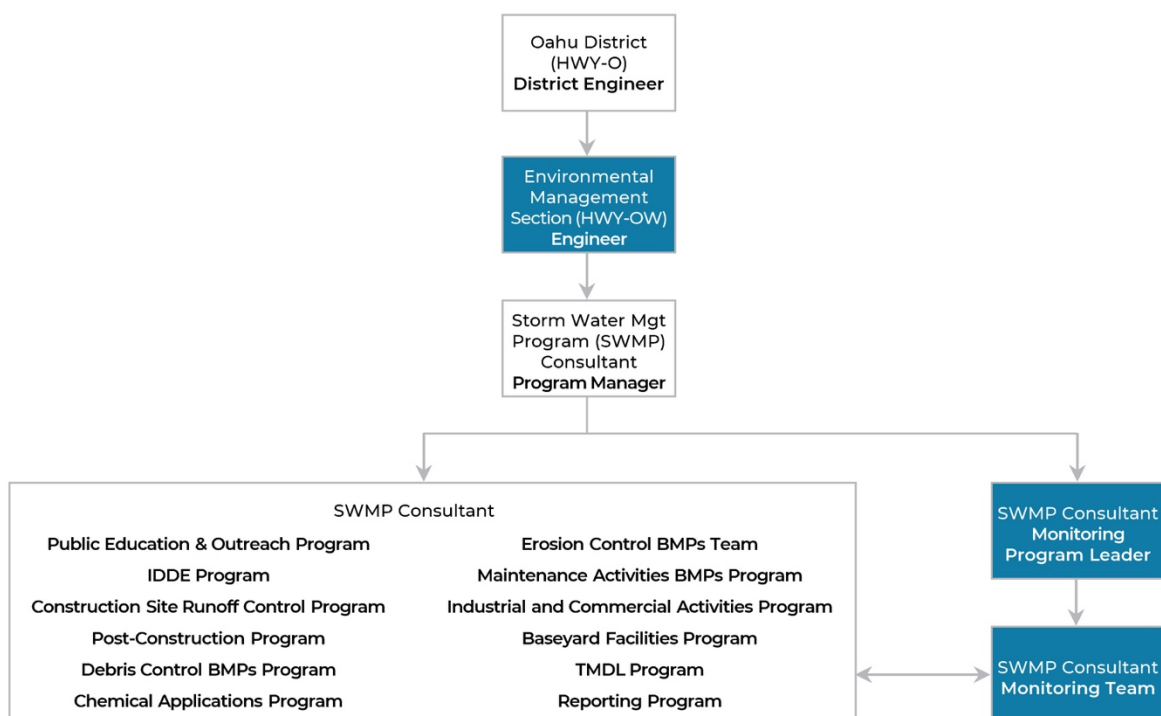 Oahu District
(HWY-O)
District Engineer
Environmental
Management
Section (HWY-OW)
Engineer
Storm Water Mgt
Program (SWMP)
Consultant
Program Manager
SWMP Consultant
Public Education & Outreach Program
IDDE Program
Construction Site Runoff Control Program
Post-Construction Program
Debris Control BMPs Program
Chemical Applications Program
Erosion Control BMPs Team
Maintenance Activities BMPs Program
Industrial and Commercial Activities Program
Baseyard Facilities Program
TMDL Program
Reporting Program
SWMP Consultant
Monitoring
Program Leader
SWMP Consultant
Monitoring Team